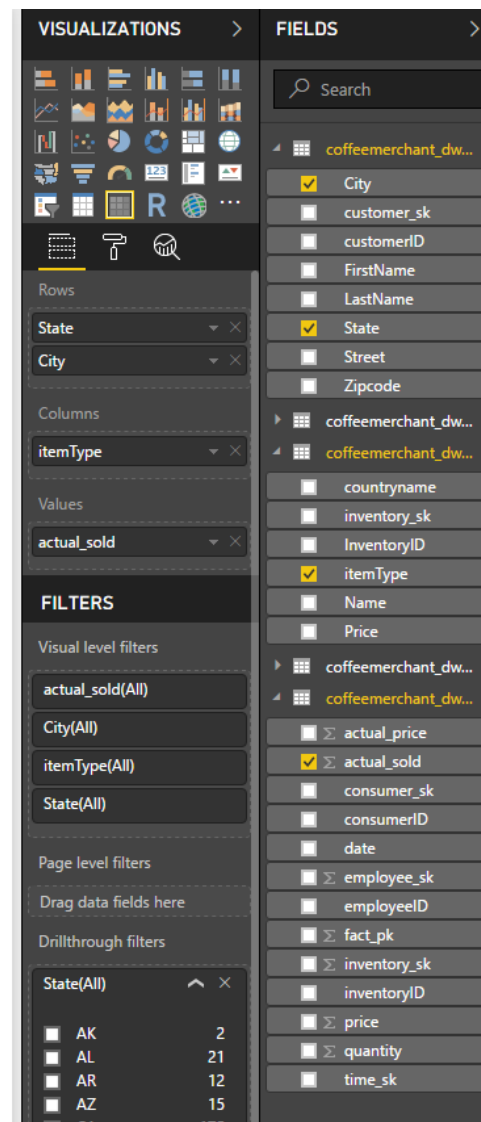 VISUALIZATIONS >
123
R
...
Rows
State
City
Columns
itemType
Values
actual_sold
FILTERS
Visual level filters
actual_sold(All)
City(All)
itemType(All)
State(All)
Page level filters
Drag data fields here
Drillthrough filters
State(All)
AK 2
AL 21
AR 12
AZ 15
FIELDS >
Search
coffeemerchant_dw...
City
customer_sk
customerID
FirstName
LastName
State
Street
Zipcode
coffeemerchant_dw...
coffeemerchant_dw...
countryname
inventory_sk
InventoryID
itemType
Name
Price
coffeemerchant_dw...
coffeemerchant_dw...
Σ actual_price
Σ actual_sold
consumer_sk
consumerID
date
Σ employee_sk
employeeID
Σ fact_pk
Σ inventory_sk
inventoryID
Σ price
Σ quantity
time_sk